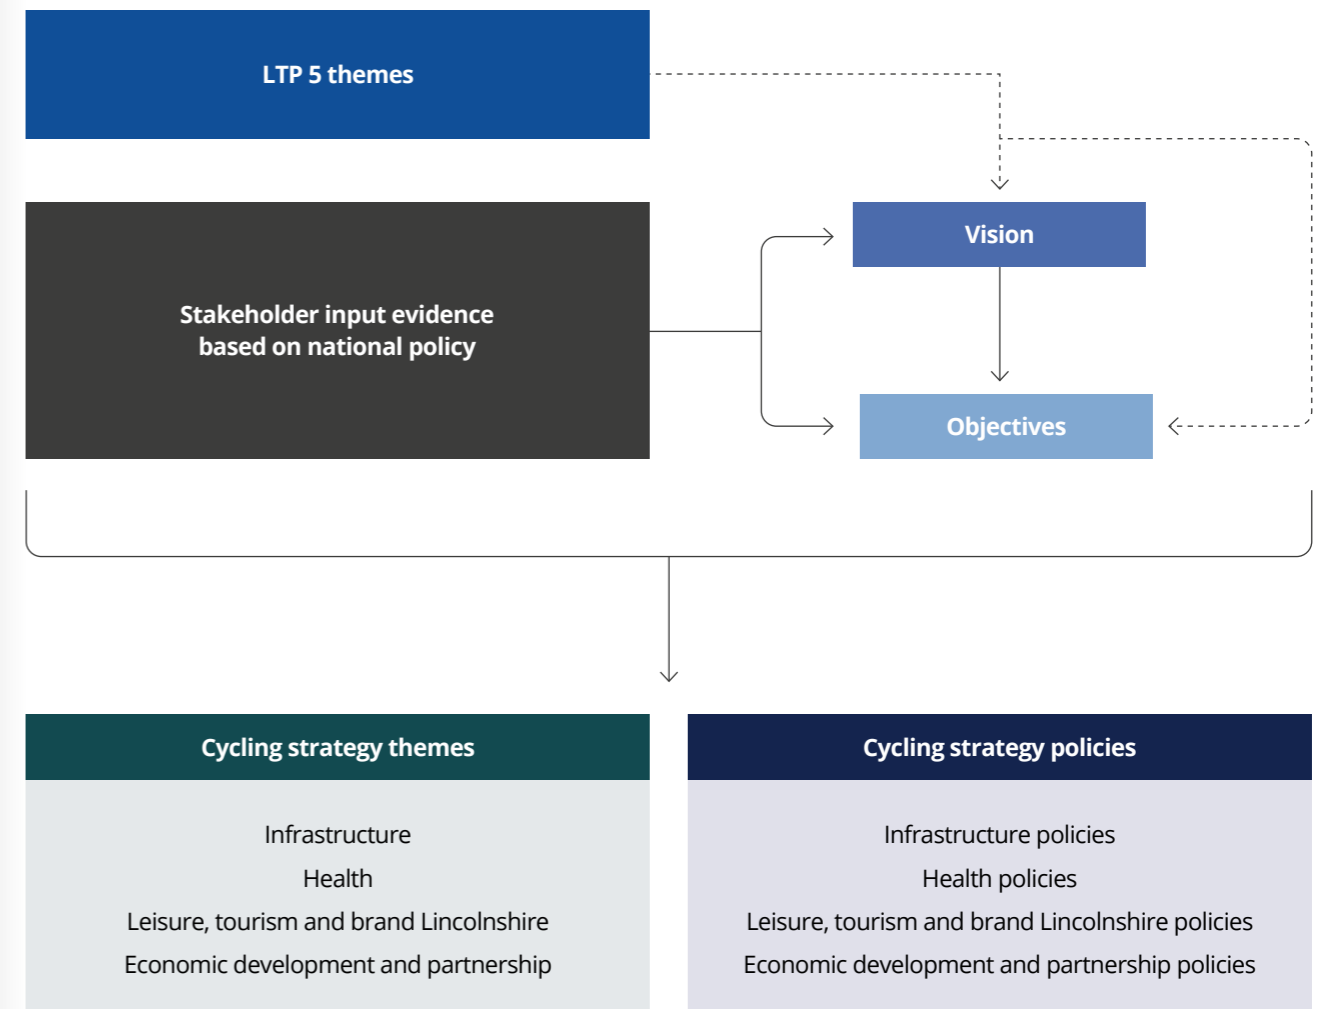 LTP 5 themes
Stakeholder input evidence
based on national policy
Vision
Objectives
Cycling strategy themes
Infrastructure
Health
Leisure, tourism and brand Lincolnshire
Economic development and partnership
Cycling strategy policies
Infrastructure policies
Health policies
Leisure, tourism and brand Lincolnshire policies
Economic development and partnership policies